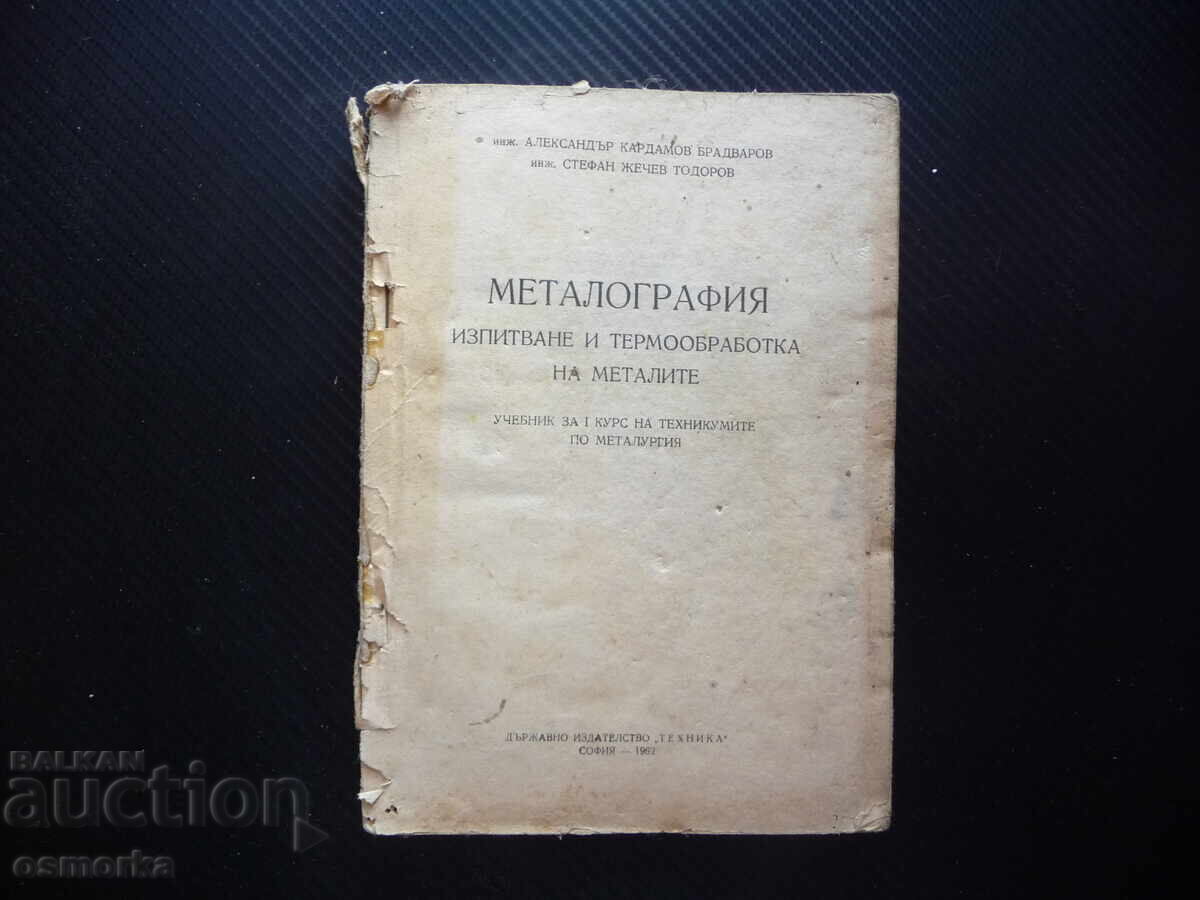 инж. АЛЕКСАНДЪР КАРДАМОВ БРАДВАРОВ
инж. СТЕФАН ЖЕЧЕВ ТОДОРОВ
МЕТАЛОГРАФИЯ
ИЗПИТВАНЕ И ТЕРМООБРАБОТКА
НА МЕТАЛИТЕ
УЧЕБНИК ЗА I КУРС НА ТЕХНИКУМИТЕ
ПО МЕТАЛУРГИЯ
ДЪРЖАВНО ИЗДАТЕЛСТВО „ТЕХНИКА“
СОФИЯ — 1962
BALKAN
auction
osmorka